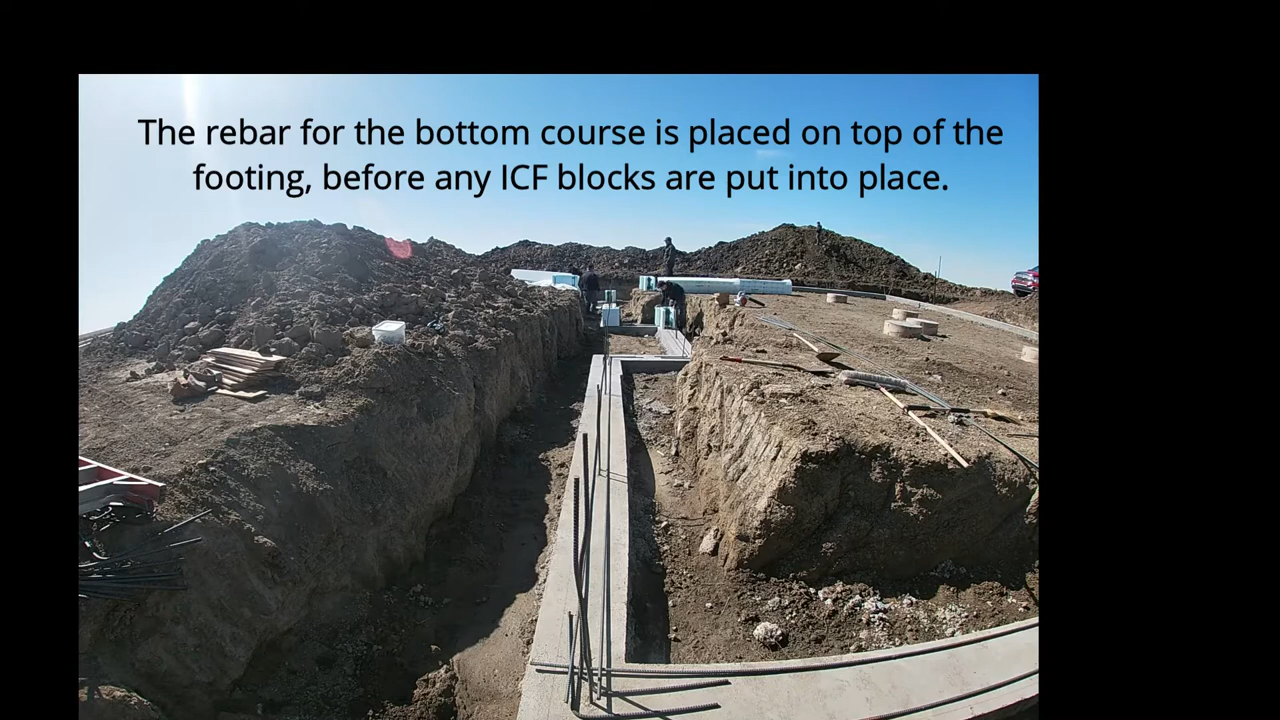 The rebar for the bottom course is placed on top of the
footing, before any ICF blocks are put into place.